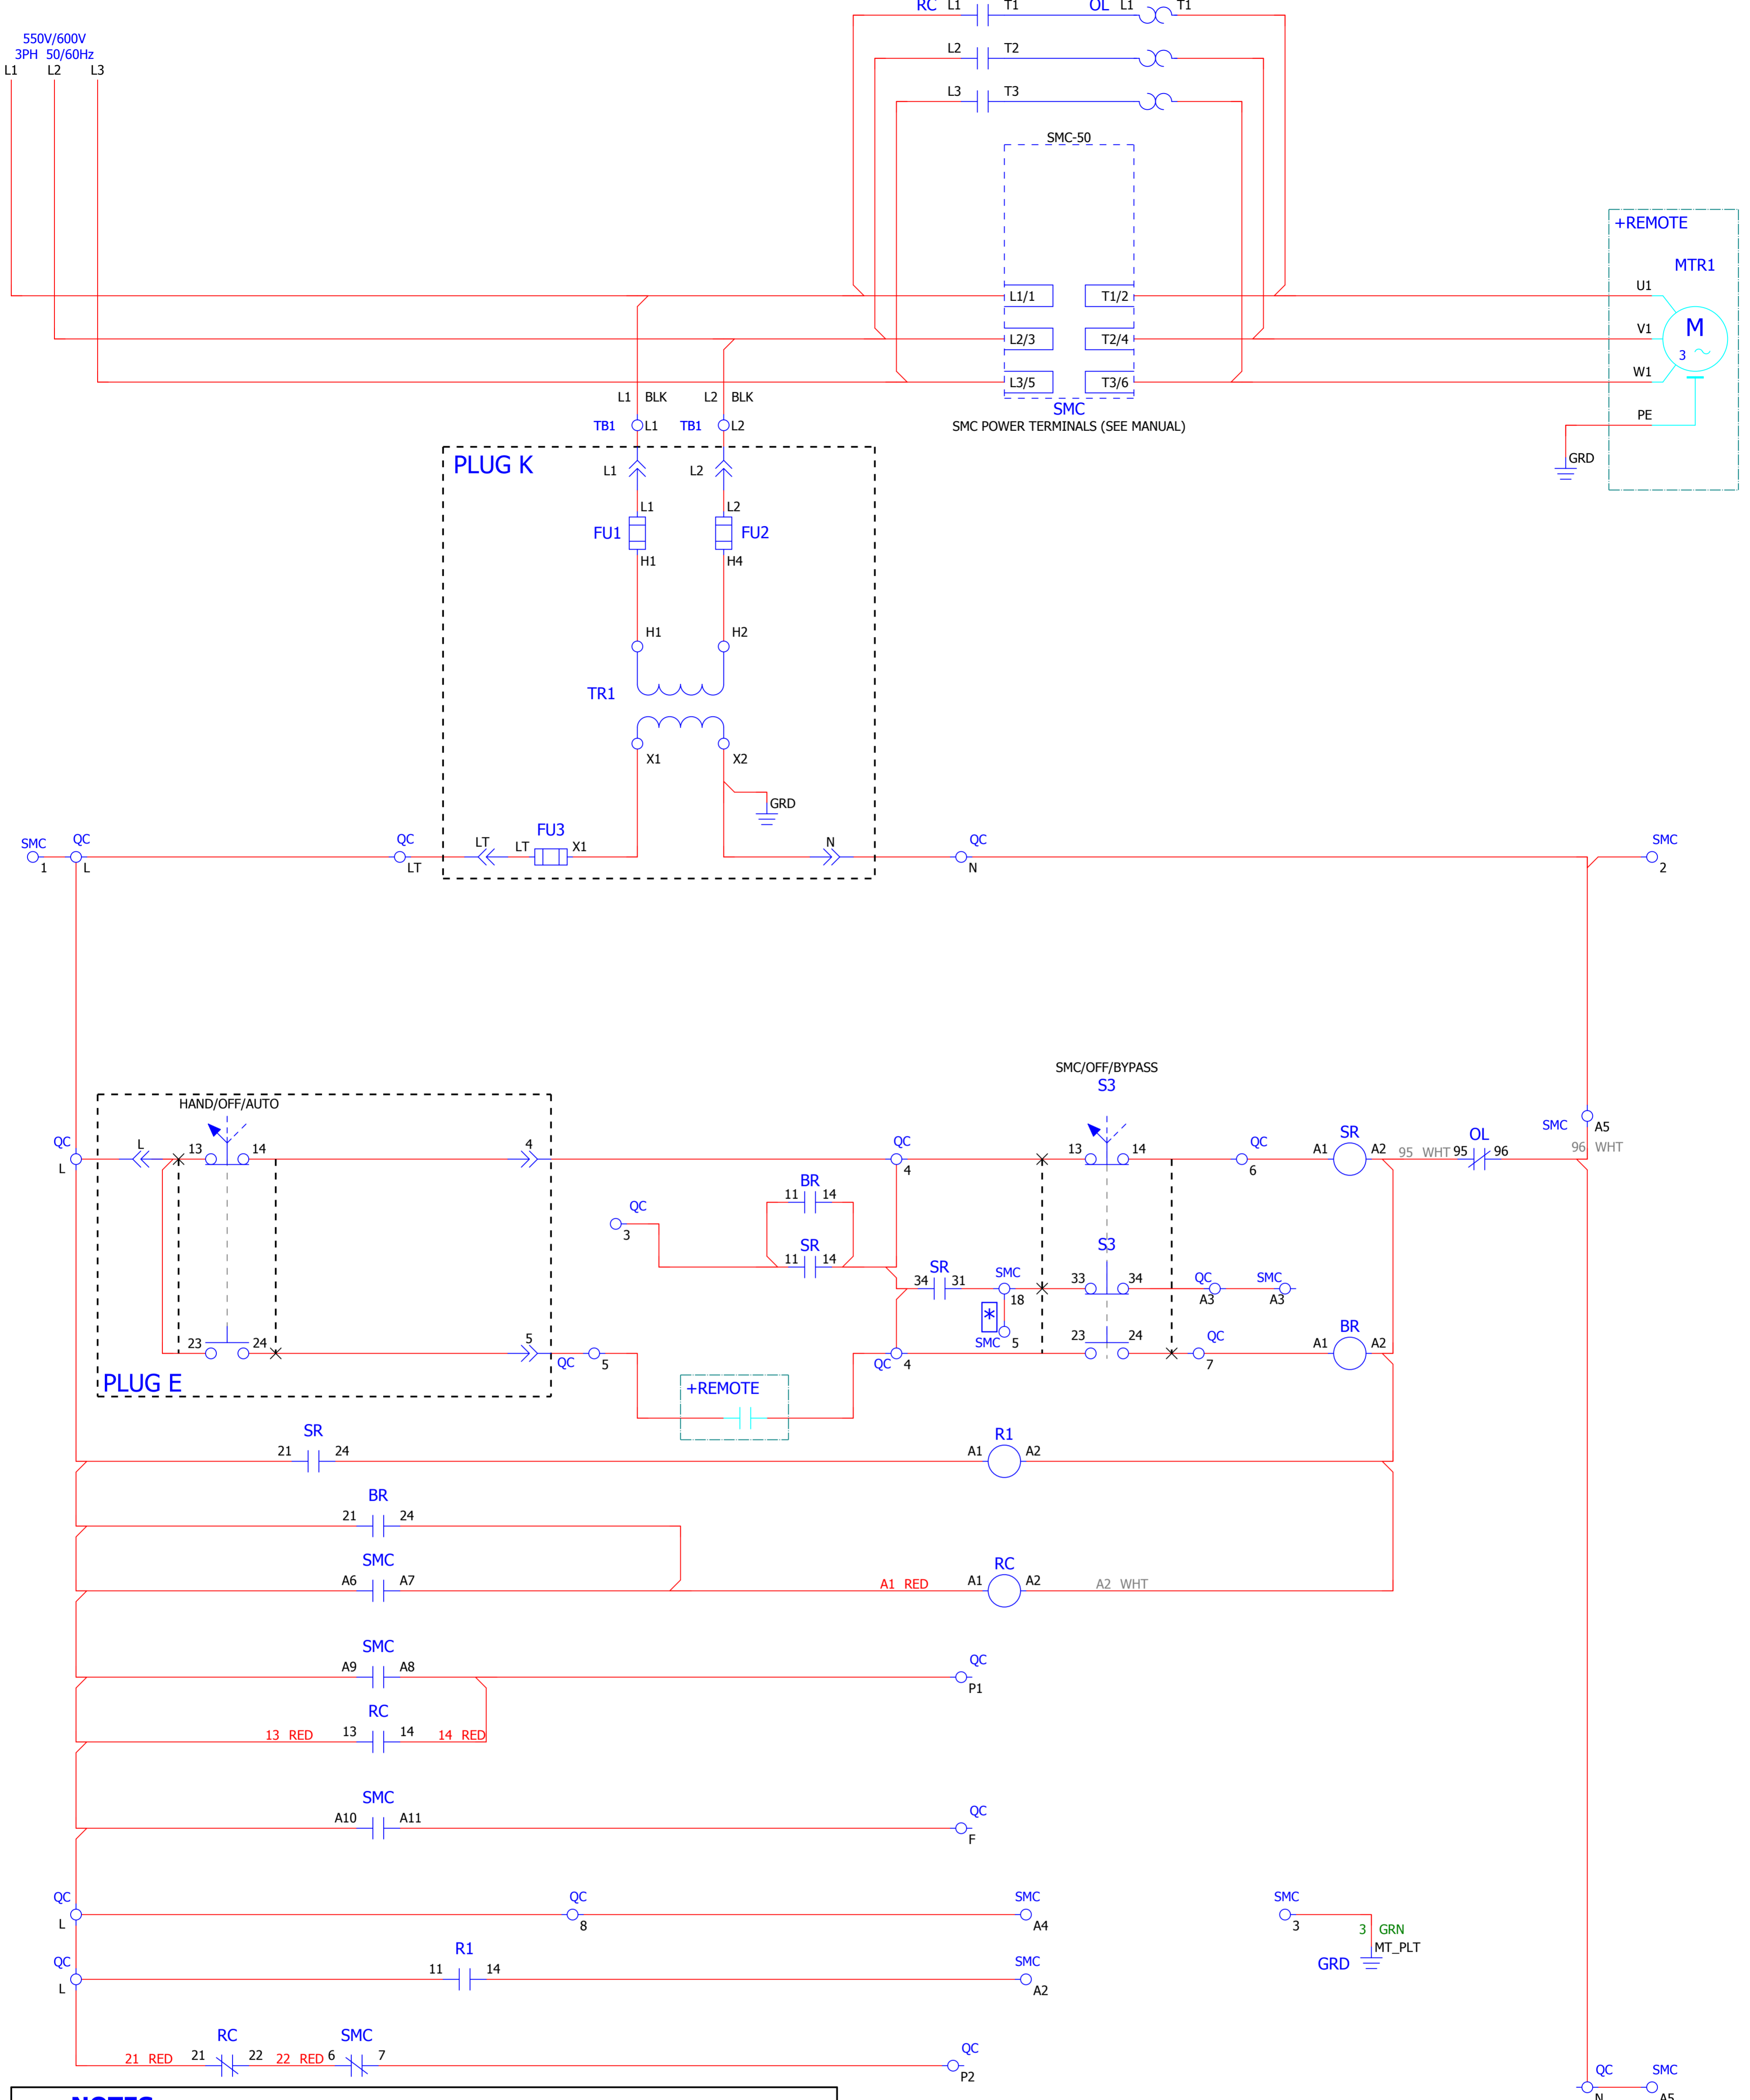 RC L1 T1 OL L1 T1
550V/600V
3PH 50/60Hz
L1 L2 L3
L2 T2
L3 T3
SMC-50
+REMOTE
MTR1
U1
L1/1 T1/2
V1
M
3
L2/3 T2/4
W1
L3/5 T3/6
L1 BLK L2 BLK
SMC
PE
TB1 L1 TB1 L2
SMC POWER TERMINALS (SEE MANUAL)
PLUG K
L1 L2
GRD
L1 L2
FU1 FU2
H1 H4
H1 H2
TR1
X1 X2
GRD
FU3
SMC QC QC LT LT X1 N QC SMC
1 L LT N 2
SMC/OFF/BYPASS
S3
HAND/OFF/AUTO
SMC A5
QC L 13 14 4 QC 13 14 QC SR OL
A1 A2 95 WHT 95 96 96 WHT
L 4 6
BR
11 14
QC
3
SR
11 14
S3
SR
34 31 SMC 33 34 QC SMC
18 A3 A3
*
SMC 5
23 24 5 23 24 QC BR
A1 A2
QC 5 QC 4 7
PLUG E
+REMOTE
SR
21 24
R1
A1 A2
BR
21 24
SMC
A6 A7
A1 RED
RC
A1 A2
A2 WHT
SMC
A9 A8
QC
P1
RC
13 RED 13 14 14 RED
SMC
A10 A11
QC
F
QC QC SMC SMC
L 8 A4 3
3 GRN
MT_PLT
GRD
QC R1 SMC
11 14
L A2
RC SMC
21 RED 21 22 22 RED 6 7
QC
P2
QC SMC
N A5
NOTES